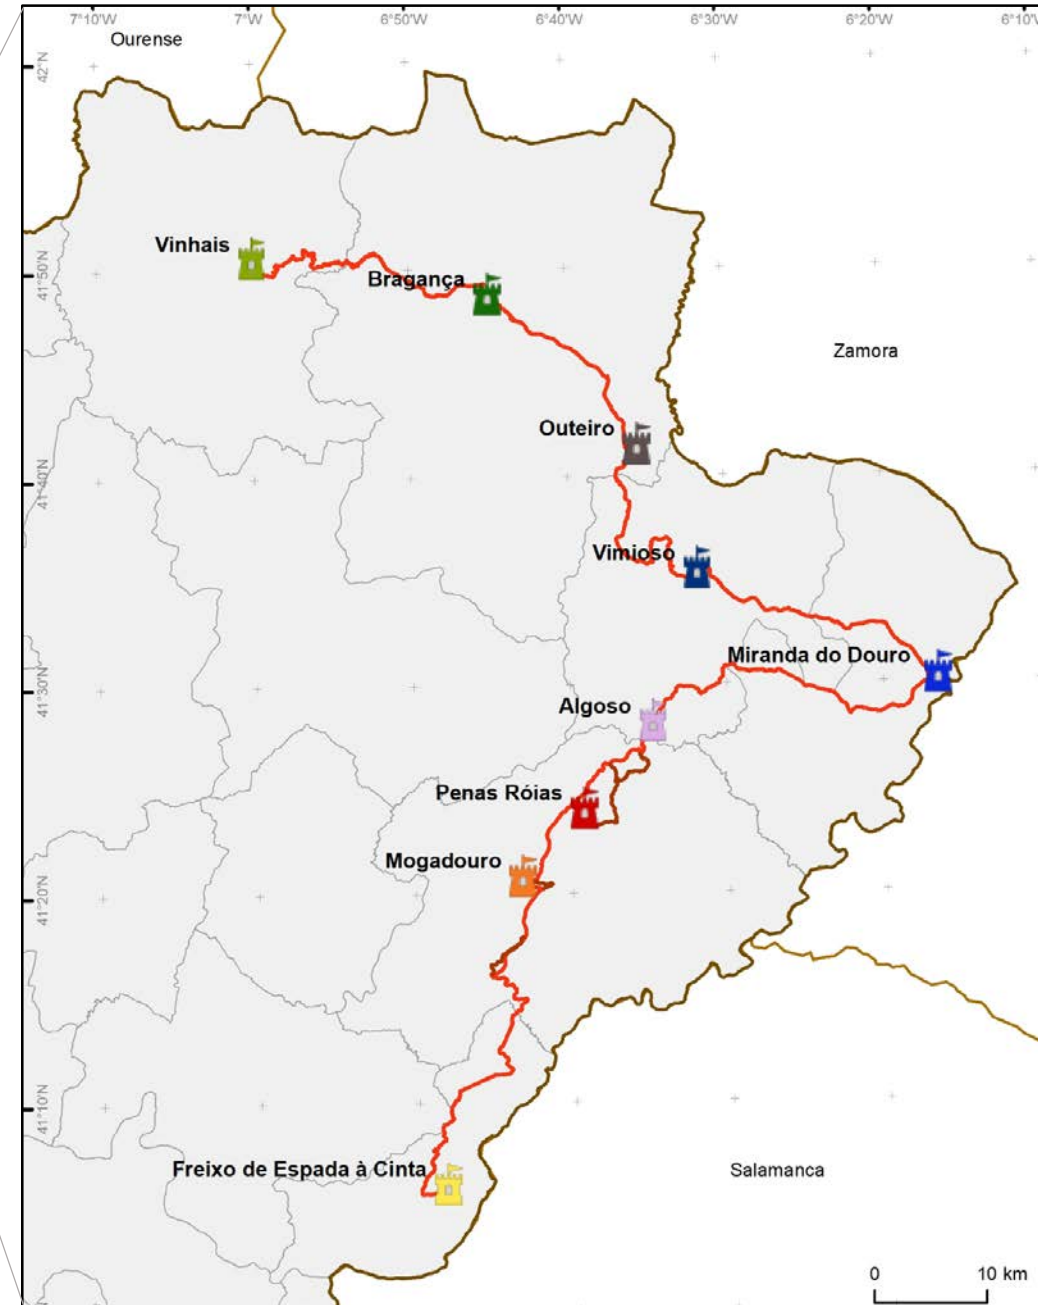 7°10'W 7°W 6°50'W 6°40'W 6°30'W 6°20'W
Ourense
42°N
Vinhais
41°50'N
Bragança
Zamora
Outeiro
41°40'N
Vimioso
Miranda do Douro
41°30'N
Algoso
Penas Róias
Mogadouro
41°20'N
41°10'N
Freixo de Espada à Cinta
Salamanca
0 10 km